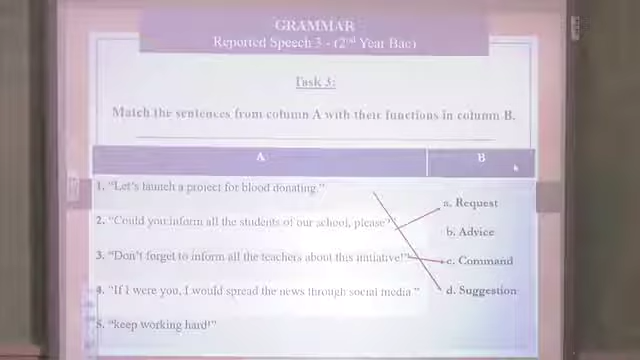 GRAMMAR
Reported Speech 3 - (2nd Year Bac)
Task 3:
Match the sentences from column A with their functions in column B.
A
B
1. "Let's launch a project for blood donating."
a. Request
2. "Could you inform all the students of our school, please?"
b. Advice
3. "Don't forget to inform all the teachers about this initiative!"
c. Command
4. "If I were you, I would spread the news through social media "
d. Suggestion
5. "keep working hard!"